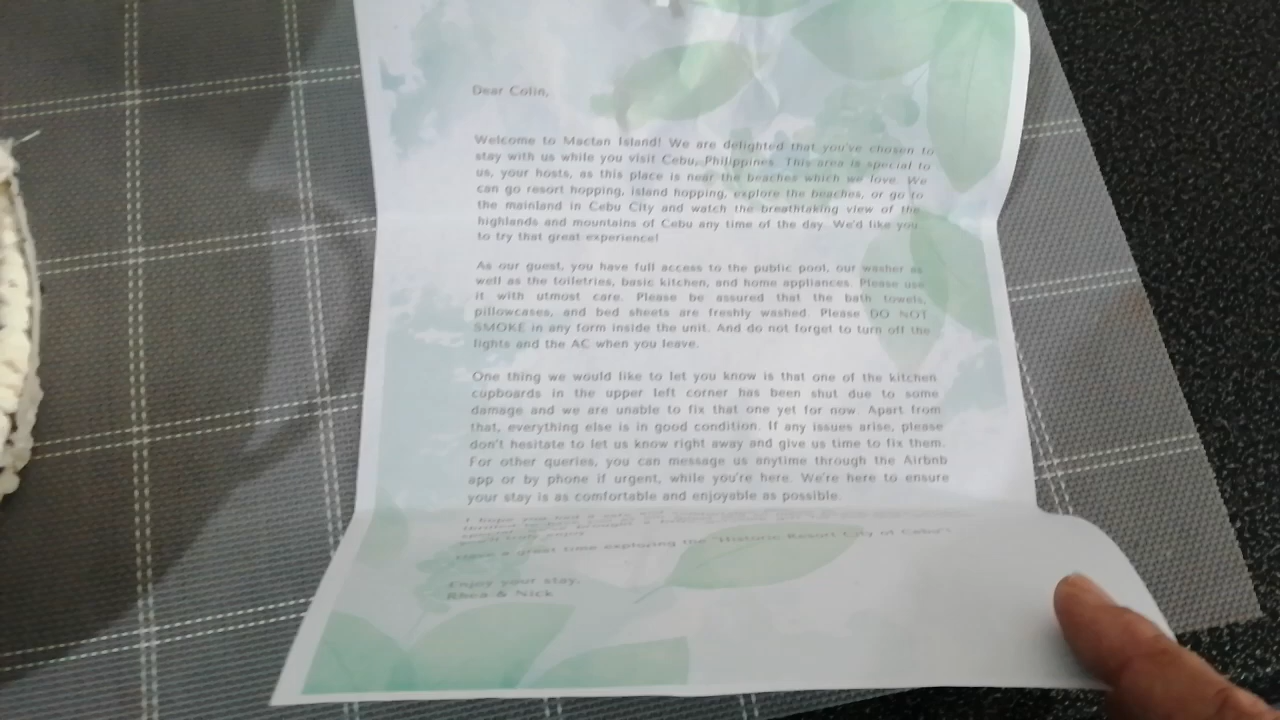 Dear Colin,
Welcome to Mactan Island! We are delighted that you've chosen to
stay with us while you visit Cebu, Philippines. This area is special to
us, your hosts, as this place is near the beaches which we love. We
can go resort hopping, island hopping, explore the beaches, or go to
the mainland in Cebu City and watch the breathtaking view of the
highlands and mountains of Cebu any time of the day. We'd like you
to try that great experience!
As our guest, you have full access to the public pool, our washer as
well as the toiletries, basic kitchen, and home appliances. Please use
it with utmost care. Please be assured that the bath towels,
pillowcases, and bed sheets are freshly washed. Please DO NOT
SMOKE in any form inside the unit. And do not forget to turn off the
lights and the AC when you leave.
One thing we would like to let you know is that one of the kitchen
cupboards in the upper left corner has been shut due to some
damage and we are unable to fix that one yet for now. Apart from
that, everything else is in good condition. If any issues arise, please
don't hesitate to let us know right away and give us time to fix them.
For other queries, you can message us anytime through the Airbnb
app or by phone if urgent, while you're here. We're here to ensure
your stay is as comfortable and enjoyable as possible.
I hope you had a safe and
Have a great time exploring the "Historic Resort City of Cebu"!
Enjoy your stay,
Rhea & Nick